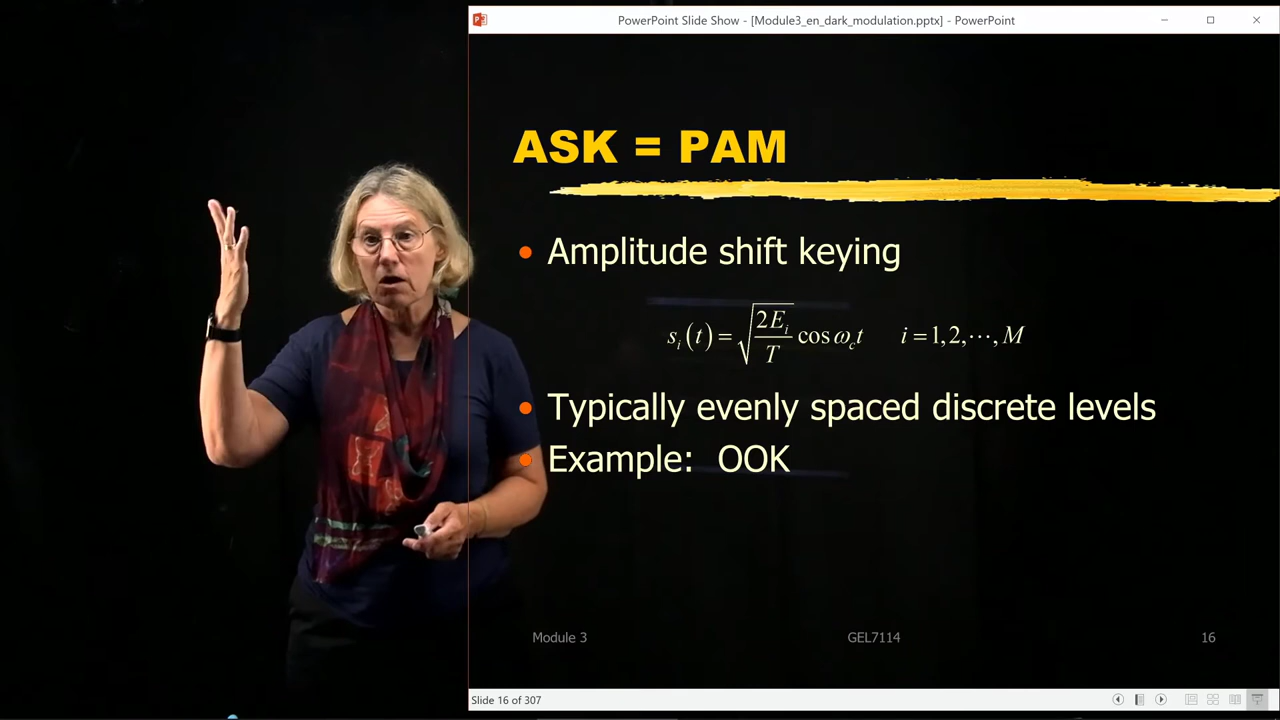 PowerPoint Slide Show - [Module3_en_dark_modulation.pptx] - PowerPoint
ASK = PAM
• Amplitude shift keying
s_i(t) = √(2E_i/T) cos ω_c t   i = 1, 2, ⋯, M
• Typically evenly spaced discrete levels
• Example: OOK
Module 3 GEL7114 16
Slide 16 of 307